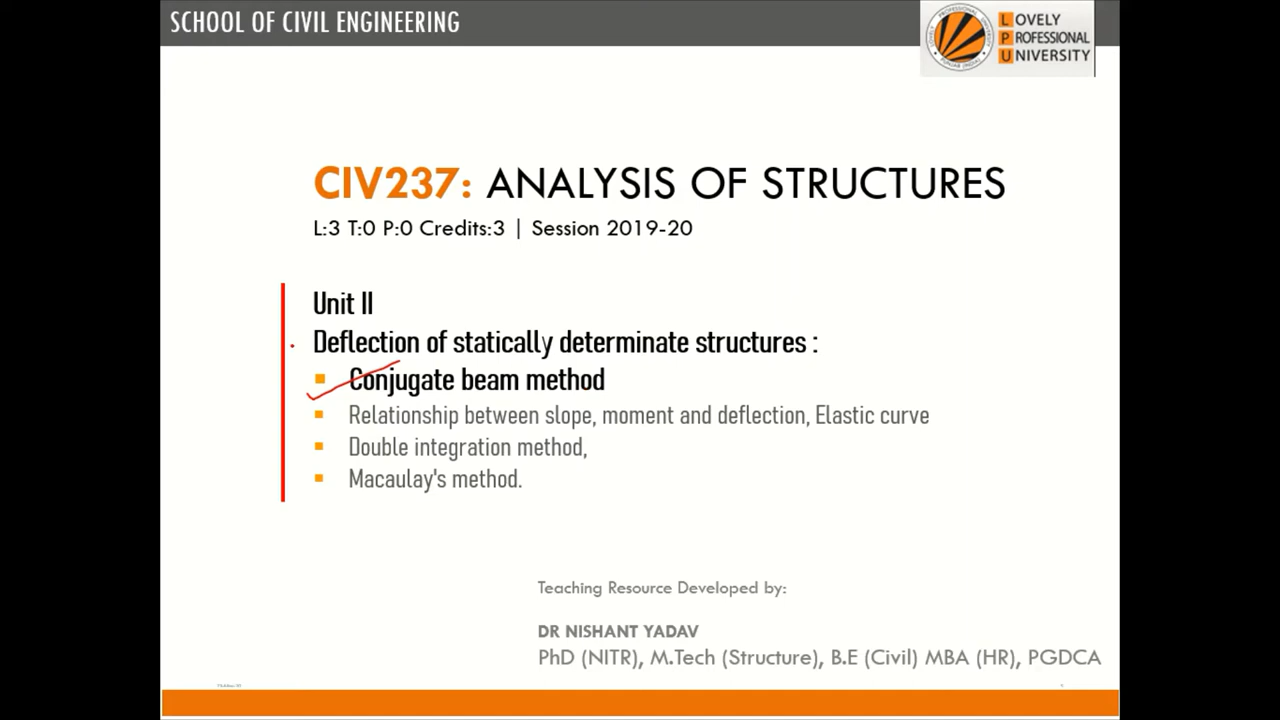 SCHOOL OF CIVIL ENGINEERING
LOVELY
PROFESSIONAL
UNIVERSITY
CIV237: ANALYSIS OF STRUCTURES
L:3 T:0 P:0 Credits:3 | Session 2019-20
Unit II
Deflection of statically determinate structures :
Conjugate beam method
Relationship between slope, moment and deflection, Elastic curve
Double integration method,
Macaulay's method.
Teaching Resource Developed by:
DR NISHANT YADAV
PhD (NITR), M.Tech (Structure), B.E (Civil) MBA (HR), PGDCA